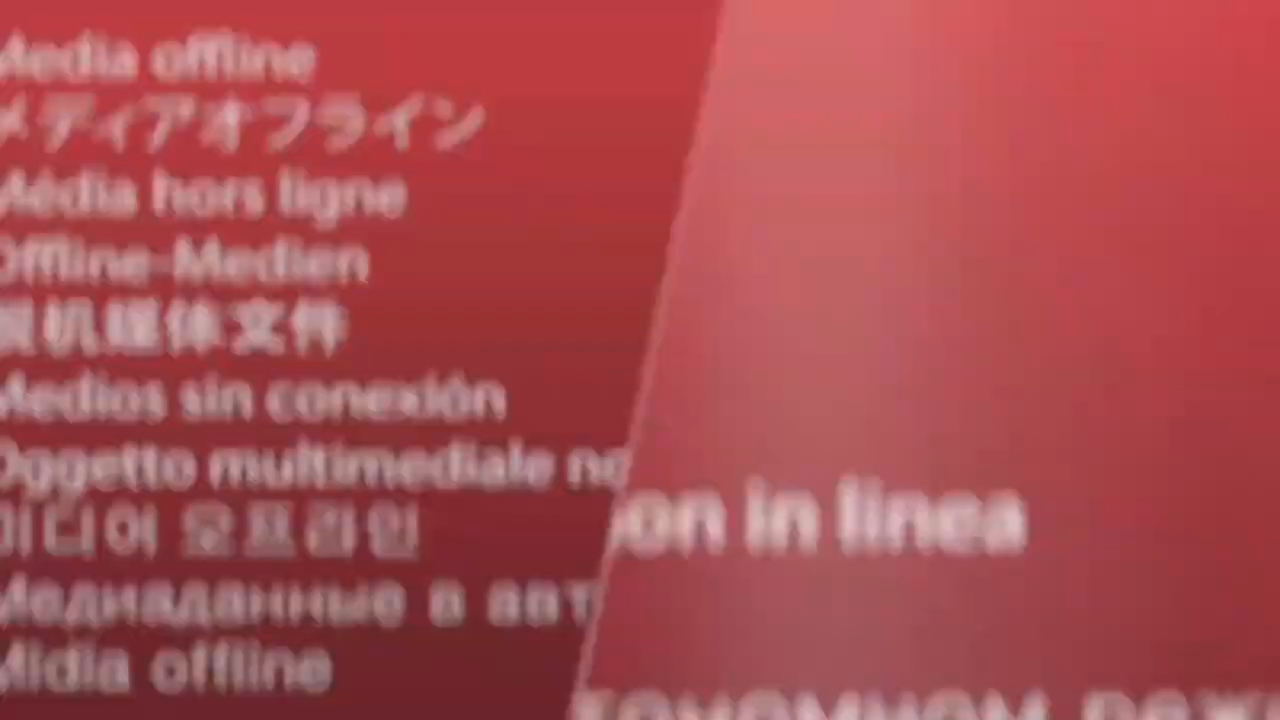 Media offline
メディアオフライン
Média hors ligne
Offline-Medien
脱机媒体文件
Medios sin conexión
Oggetto multimediale no
on in linea
미디어 오프라인
Медиаданные в авт
Mídia offline